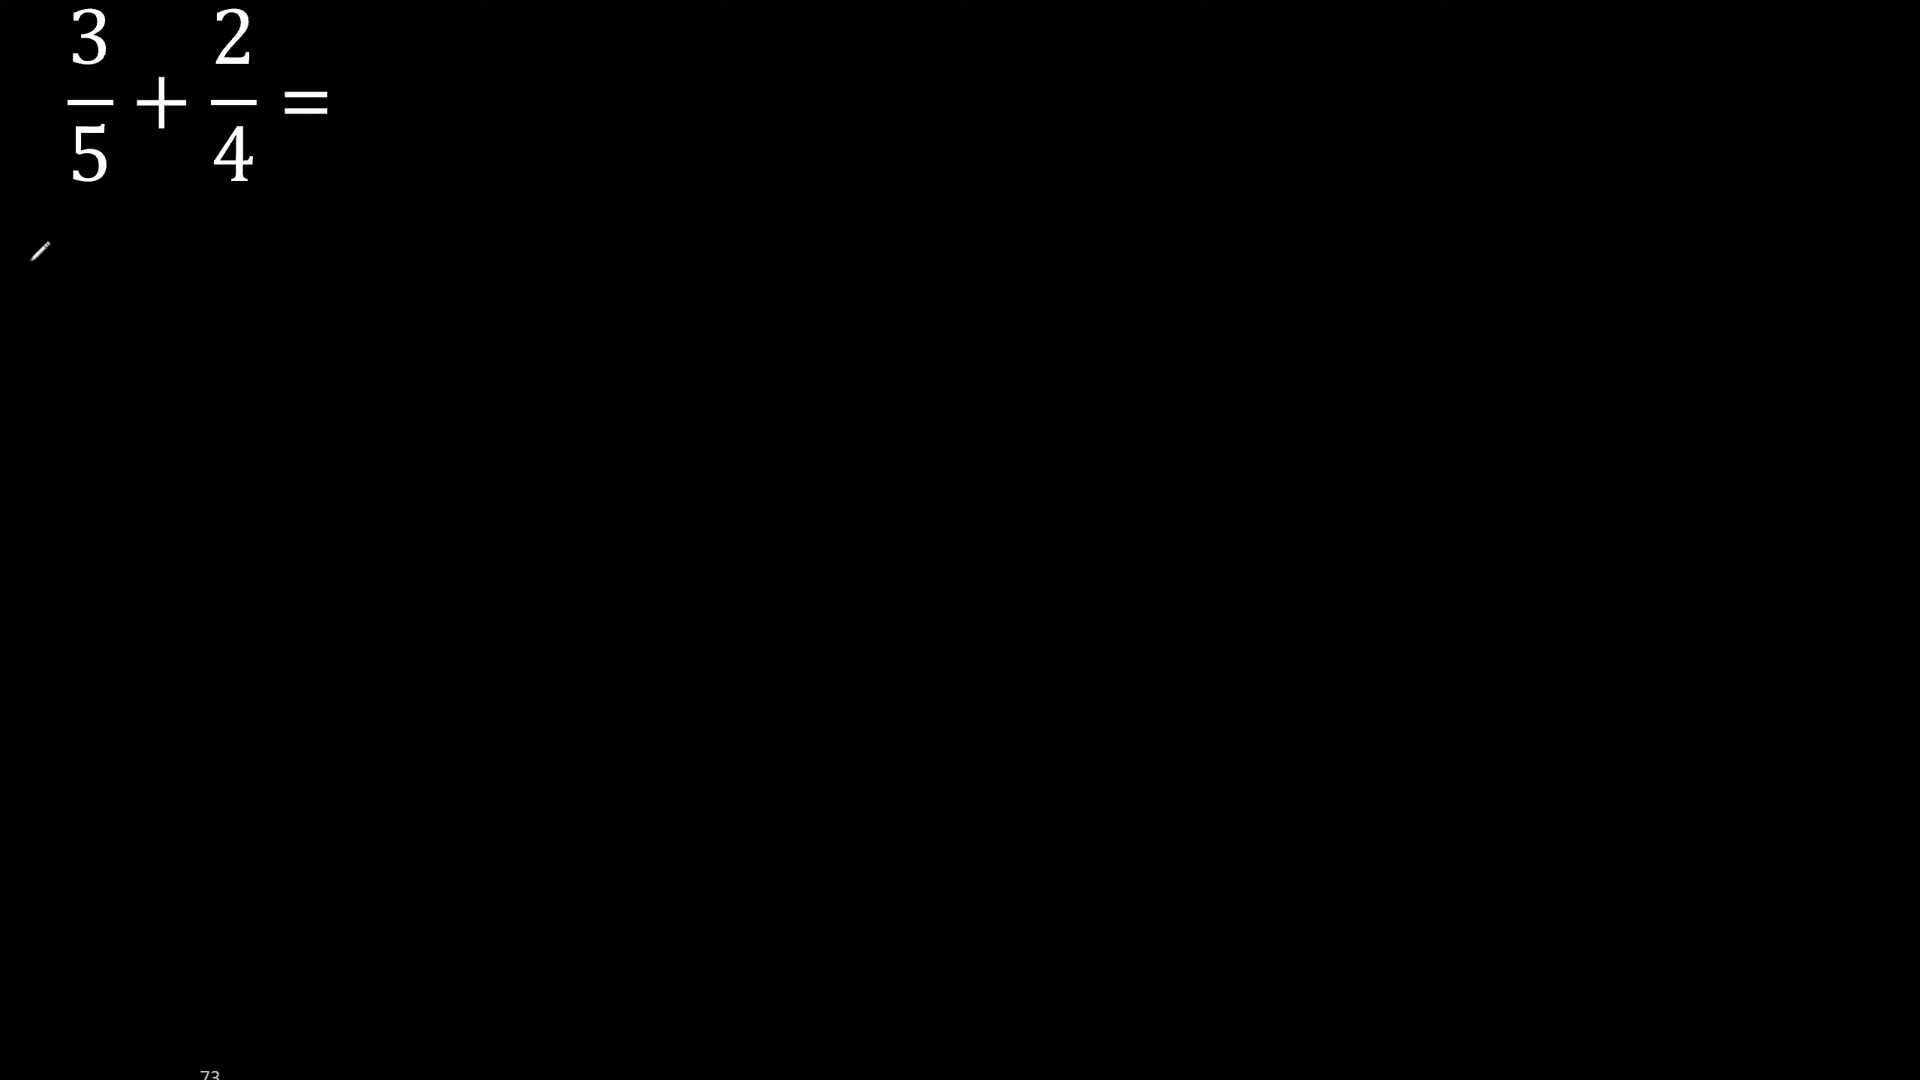 3/5 + 2/4 =
73